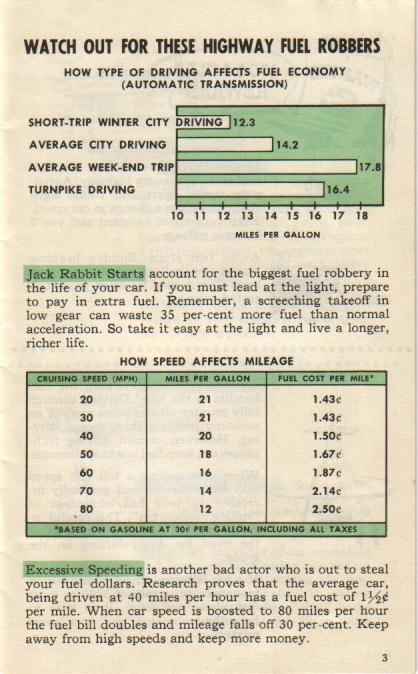 WATCH OUT FOR THESE HIGHWAY FUEL ROBBERS
HOW TYPE OF DRIVING AFFECTS FUEL ECONOMY
(AUTOMATIC TRANSMISSION)
SHORT-TRIP WINTER CITY DRIVING 12.3
AVERAGE CITY DRIVING 14.2
AVERAGE WEEK-END TRIP 17.8
TURNPIKE DRIVING 16.4
10 11 12 13 14 15 16 17 18
MILES PER GALLON
Jack Rabbit Starts account for the biggest fuel robbery in
the life of your car. If you must lead at the light, prepare
to pay in extra fuel. Remember, a screeching takeoff in
low gear can waste 35 per-cent more fuel than normal
acceleration. So take it easy at the light and live a longer,
richer life.
HOW SPEED AFFECTS MILEAGE
CRUISING SPEED (MPH) MILES PER GALLON FUEL COST PER MILE*
20 21 1.43¢
30 21 1.43¢
40 20 1.50¢
50 18 1.67¢
60 16 1.87¢
70 14 2.14¢
80 12 2.50¢
*BASED ON GASOLINE AT 30¢ PER GALLON, INCLUDING ALL TAXES
Excessive Speeding is another bad actor who is out to steal
your fuel dollars. Research proves that the average car,
being driven at 40 miles per hour has a fuel cost of 1½¢
per mile. When car speed is boosted to 80 miles per hour
the fuel bill doubles and mileage falls off 30 per-cent. Keep
away from high speeds and keep more money.
3